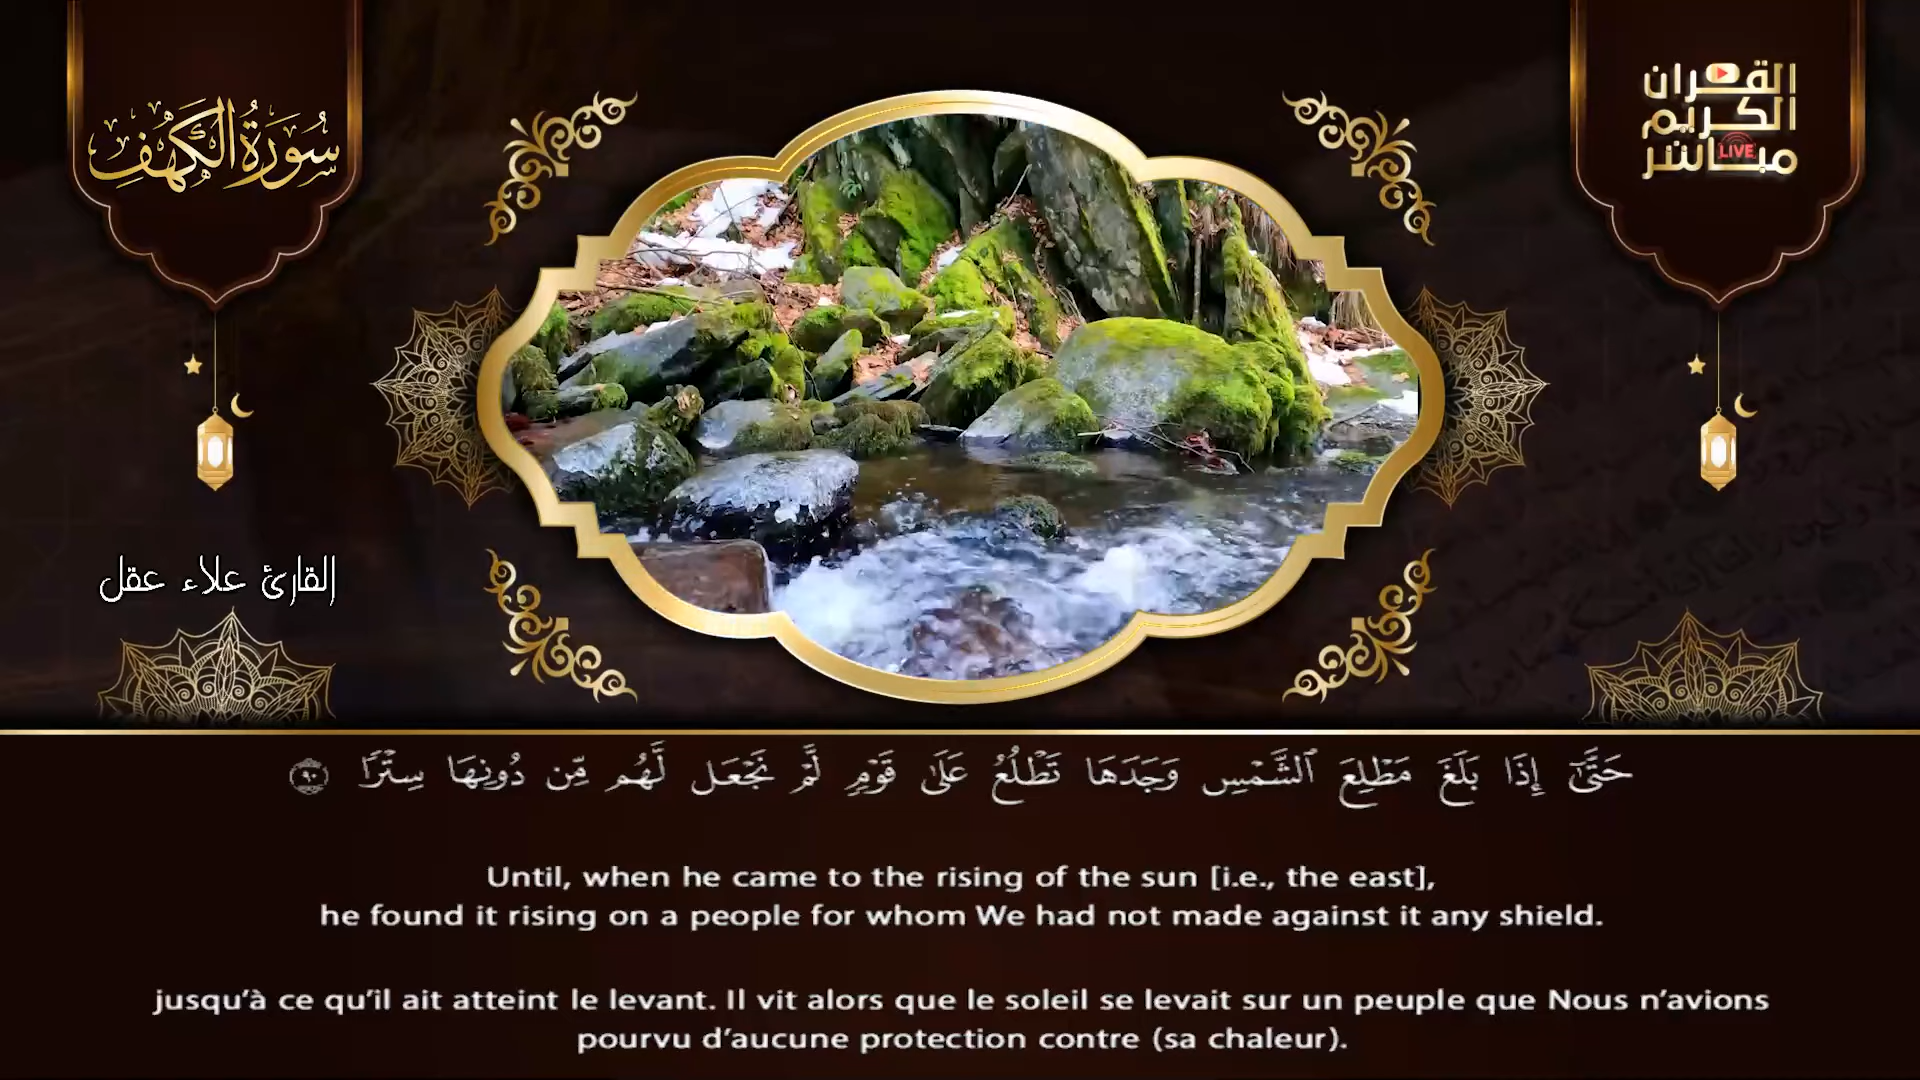 سُورَةُ الكَهْفِ
القرآن
الكريم
مباشر
LIVE
القارئ علاء عقل
حَتَّىٰٓ إِذَا بَلَغَ مَطْلِعَ ٱلشَّمْسِ وَجَدَهَا تَطْلُعُ عَلَىٰ قَوْمٍ لَّمْ نَجْعَل لَّهُم مِّن دُونِهَا سِتْرًا ٩٠
Until, when he came to the rising of the sun [i.e., the east],
he found it rising on a people for whom We had not made against it any shield.
jusqu'à ce qu'il ait atteint le levant. Il vit alors que le soleil se levait sur un peuple que Nous n'avions
pourvu d'aucune protection contre (sa chaleur).